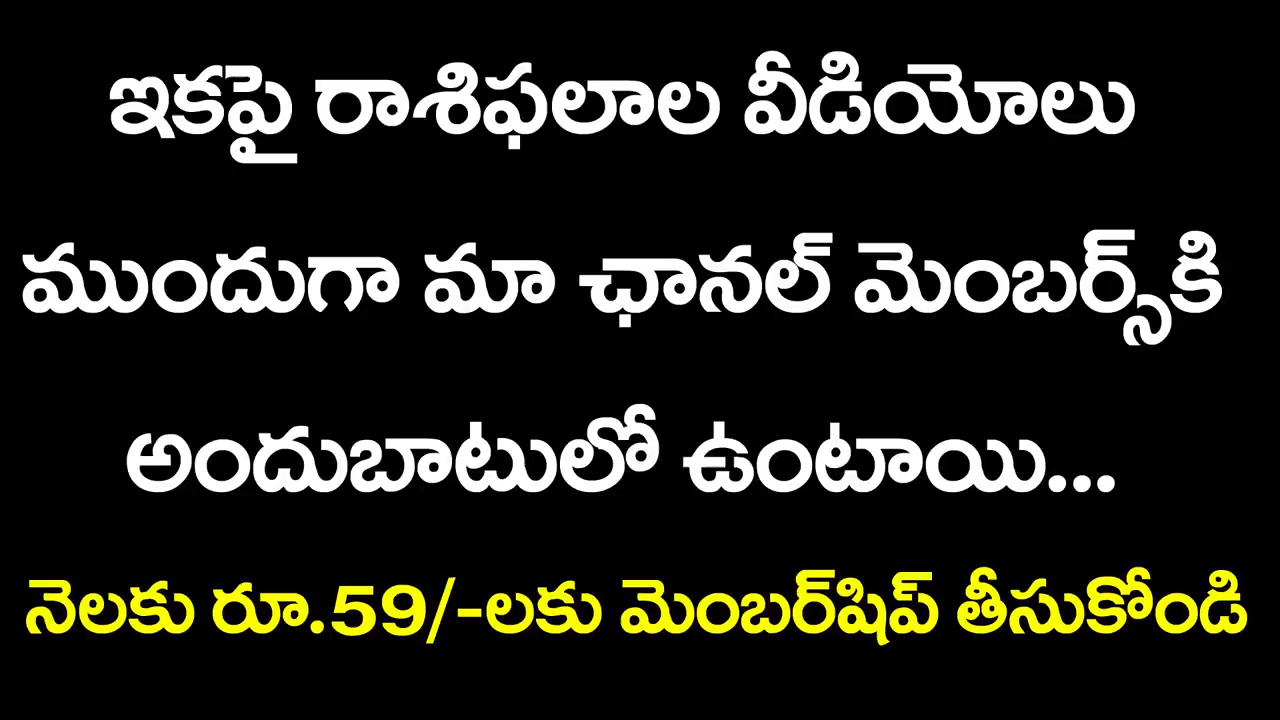 ఇకపై రాశిఫలాల వీడియోలు
ముందుగా మా ఛానల్ మెంబర్స్‌కి
అందుబాటులో ఉంటాయి...
నెలకు రూ.59/-లకు మెంబర్‌షిప్ తీసుకోండి